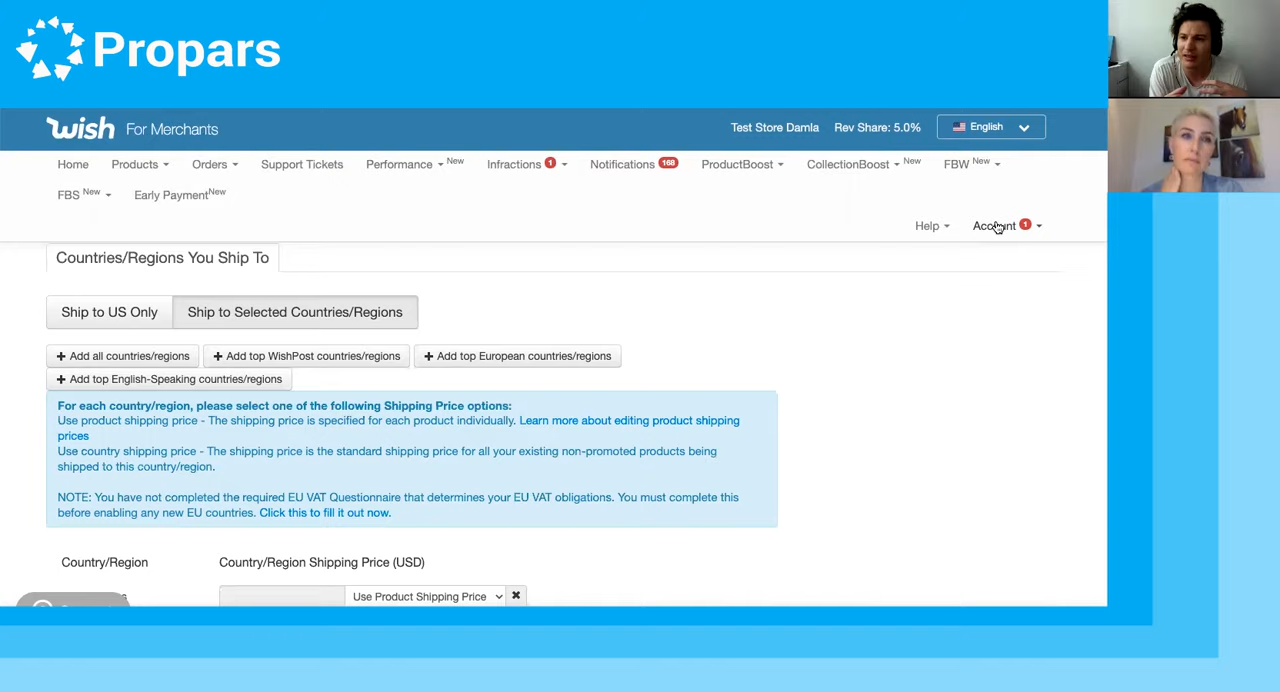 Propars
wish For Merchants
Test Store Damla Rev Share: 5.0% English
Home Products Orders Support Tickets Performance New Infractions 1 Notifications 168 ProductBoost CollectionBoost New FBW New
FBS New Early Payment New
Help Account 1
Countries/Regions You Ship To
Ship to US Only Ship to Selected Countries/Regions
+ Add all countries/regions + Add top WishPost countries/regions + Add top European countries/regions
+ Add top English-Speaking countries/regions
For each country/region, please select one of the following Shipping Price options:
Use product shipping price - The shipping price is specified for each product individually. Learn more about editing product shipping
prices
Use country shipping price - The shipping price is the standard shipping price for all your existing non-promoted products being
shipped to this country/region.
NOTE: You have not completed the required EU VAT Questionnaire that determines your EU VAT obligations. You must complete this
before enabling any new EU countries. Click this to fill it out now.
Country/Region Country/Region Shipping Price (USD)
Use Product Shipping Price